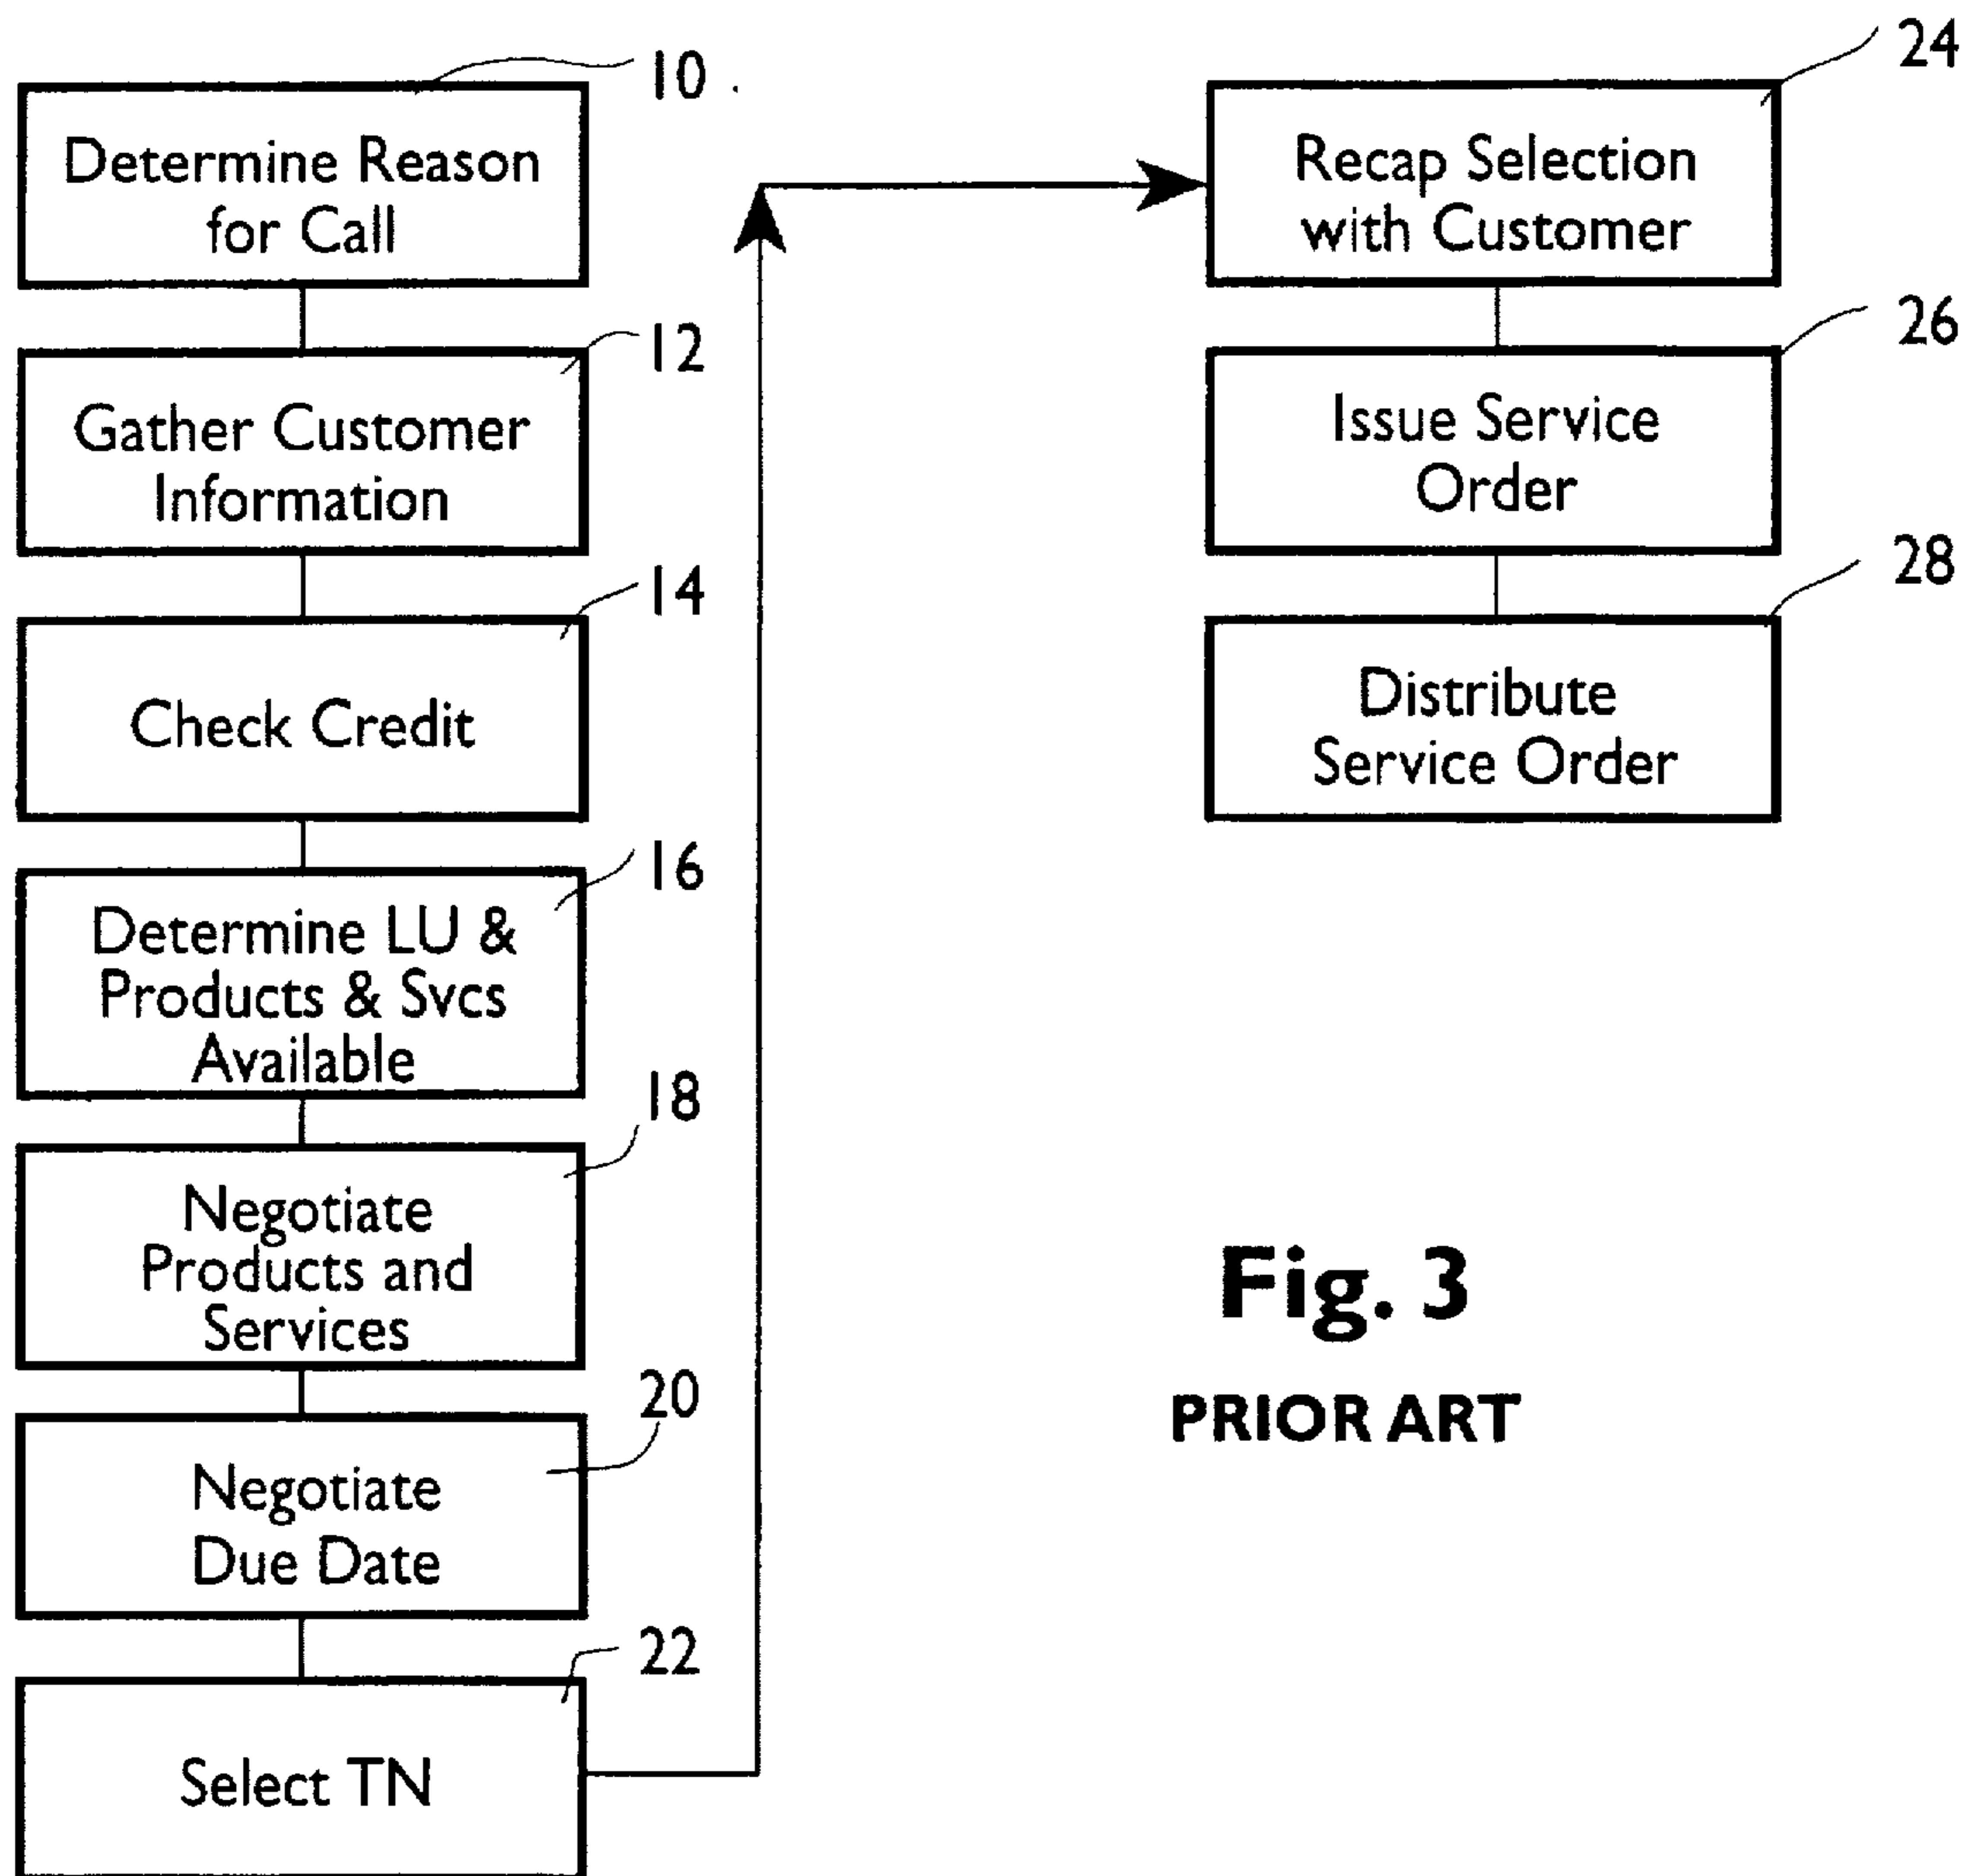 10
Determine Reason
for Call
12
Gather Customer
Information
14
Check Credit
16
Determine LU &
Products & Svcs
Available
18
Negotiate
Products and
Services
20
Negotiate
Due Date
22
Select TN
24
Recap Selection
with Customer
26
Issue Service
Order
28
Distribute
Service Order
Fig. 3
PRIOR ART